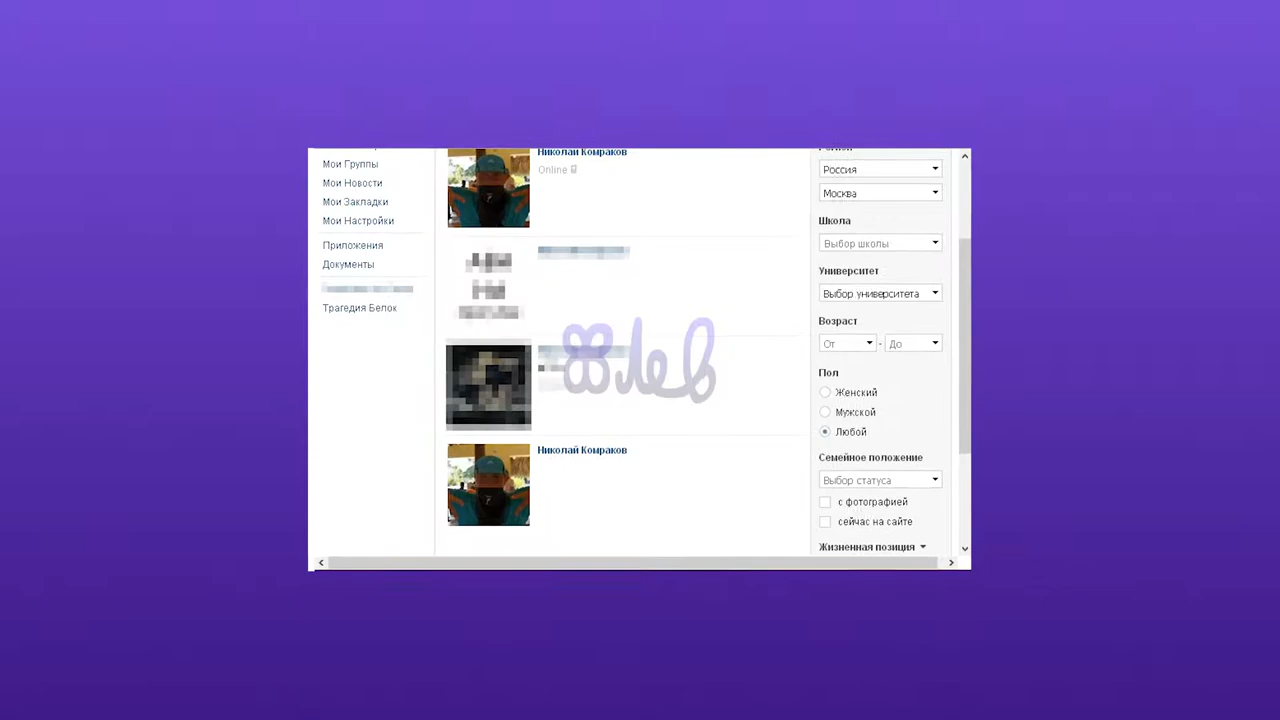 Мои Группы
Мои Новости
Мои Закладки
Мои Настройки
Приложения
Документы
Трагедия Белок
Николай Комраков
Online
Николай Комраков
Россия
Москва
Школа
Выбор школы
Университет
Выбор университета
Возраст
От - До
Пол
Женский
Мужской
Любой
Семейное положение
Выбор статуса
с фотографией
сейчас на сайте
Жизненная позиция
лев